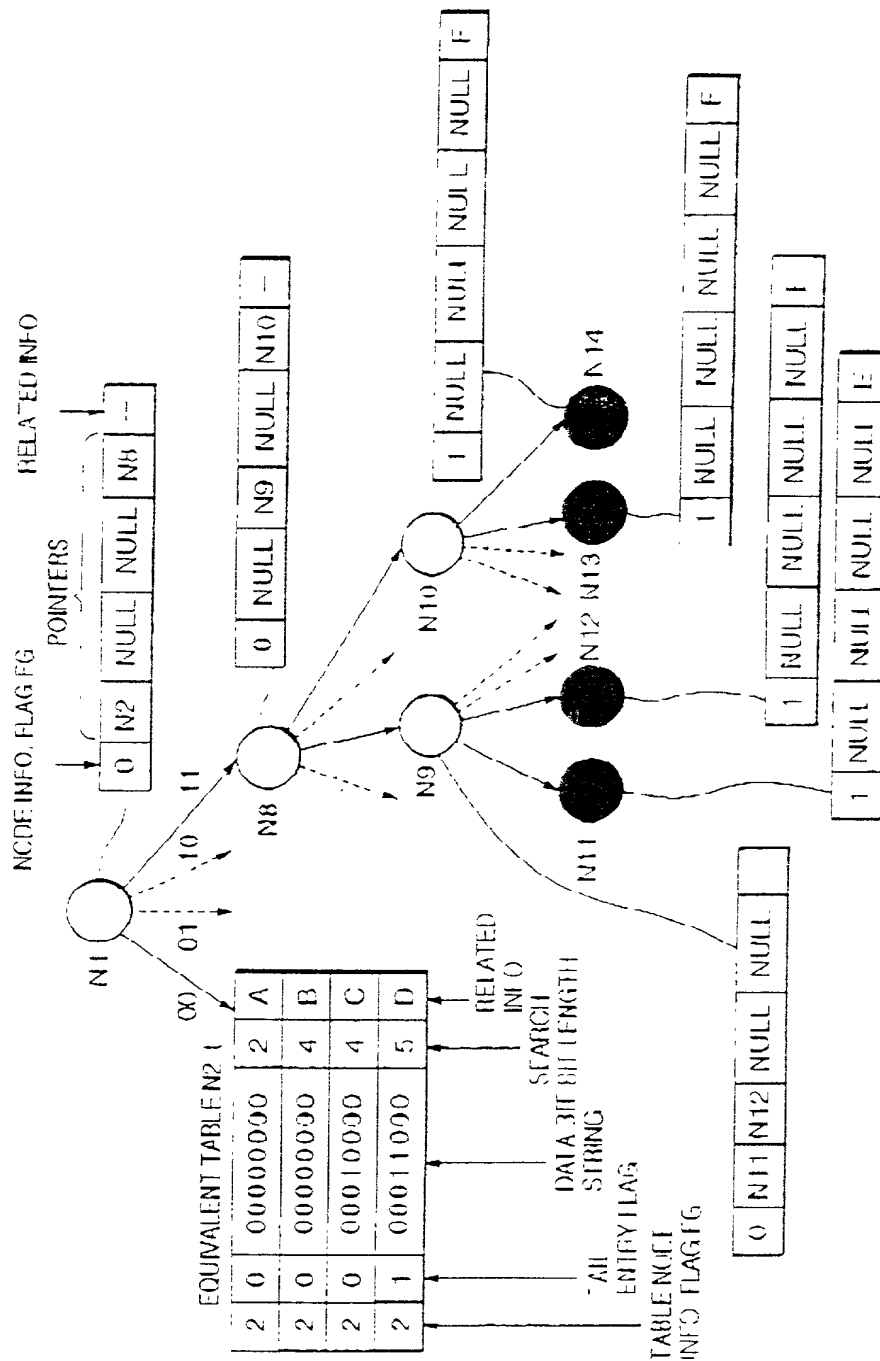 NODE INFO. FLAG FG
POINTERS
RELATED INFO
0 N2 NULL NULL N8 --
N1
00
01
10
11
0 NULL N9 NULL N10 --
N8
N9
N10
1 NULL NULL NULL NULL F
N11
N12
N13
N14
1 NULL NULL NULL NULL F
1 NULL NULL NULL NULL
1 NULL NULL NULL NULL E
0 N11 N12 NULL NULL
EQUIVALENT TABLE N2
2 0 00000000 2 A
2 0 00000000 4 B
2 0 00010000 4 C
2 1 00011000 5 D
TABLE NODE
INFO. FLAG FG
ENTRY FLAG
DATA BIT
STRING
SEARCH
BIT LENGTH
RELATED
INFO